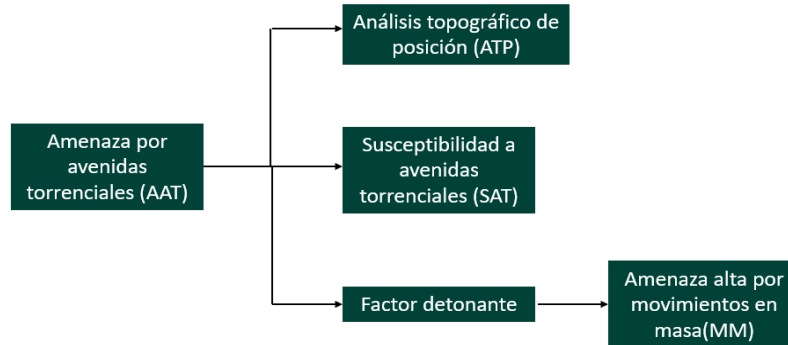 Análisis topográfico de
posición (ATP)
Amenaza por
avenidas
torrenciales (AAT)
Susceptibilidad a
avenidas
torrenciales (SAT)
Factor detonante
Amenaza alta por
movimientos en
masa(MM)